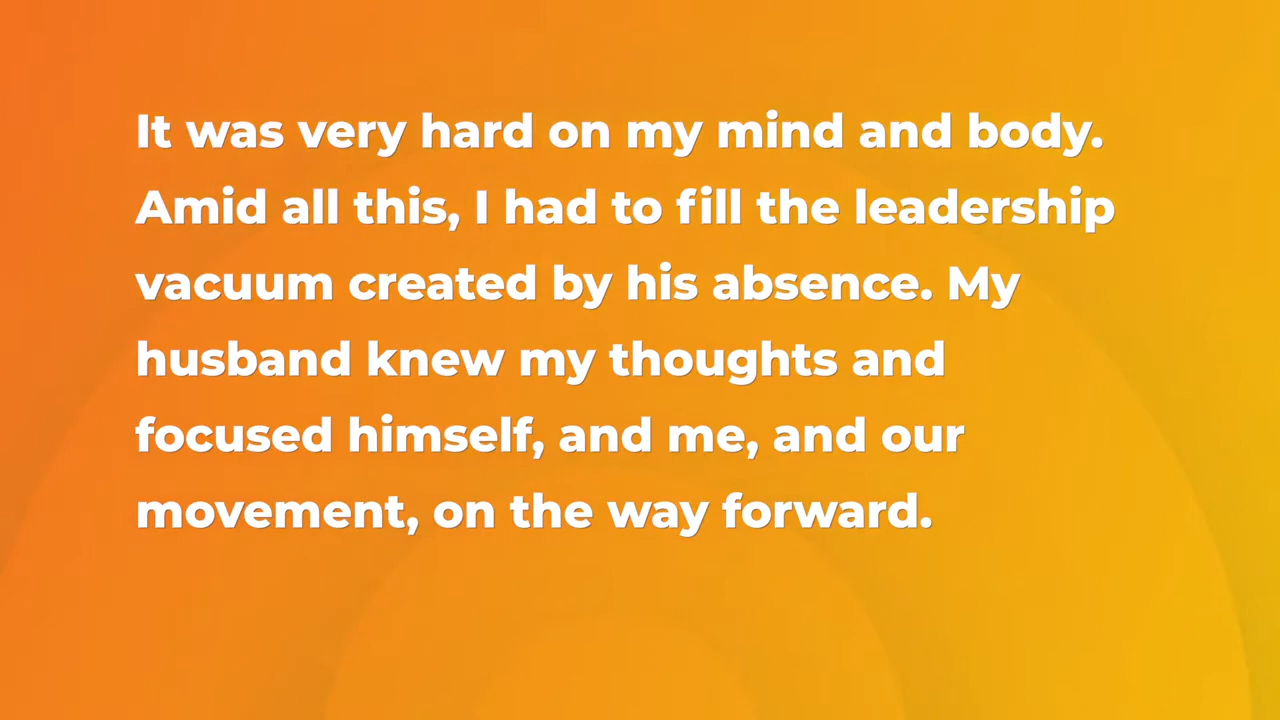 It was very hard on my mind and body.
Amid all this, I had to fill the leadership
vacuum created by his absence. My
husband knew my thoughts and
focused himself, and me, and our
movement, on the way forward.